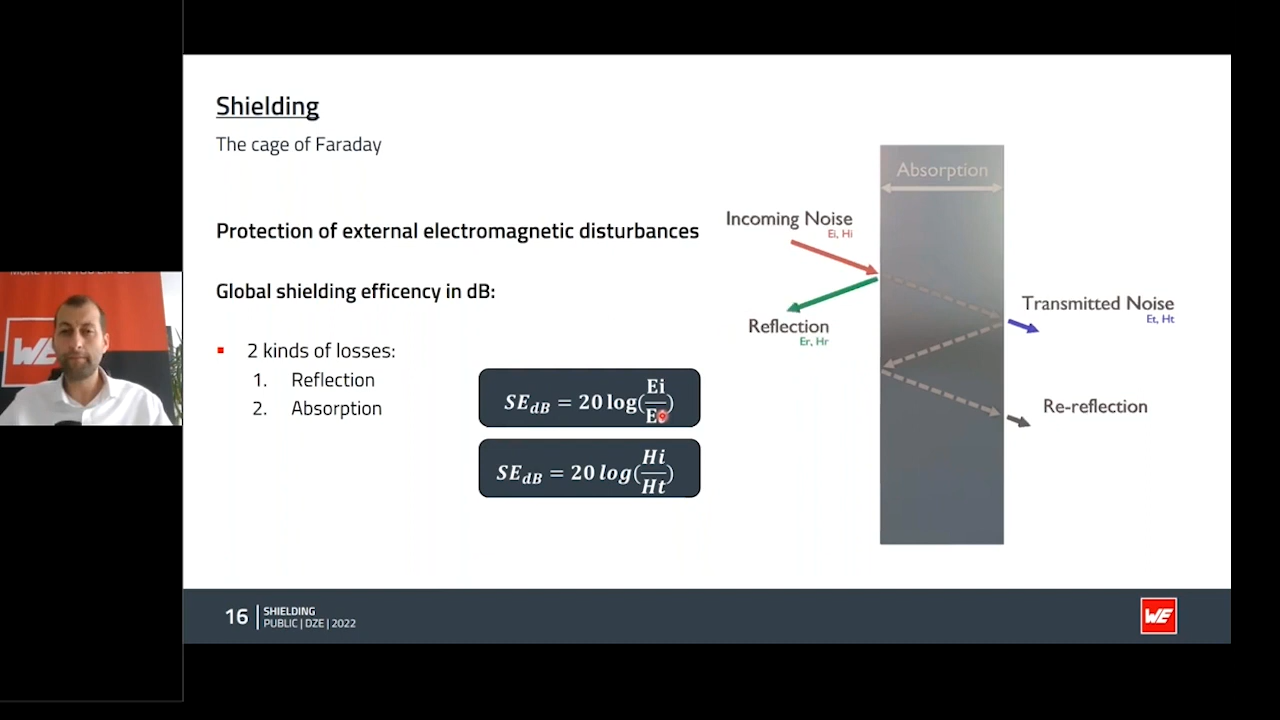 Shielding
The cage of Faraday
Protection of external electromagnetic disturbances
Global shielding efficency in dB:
2 kinds of losses:
1. Reflection
2. Absorption
SE_dB = 20 log(Ei/E)
SE_dB = 20 log(Hi/Ht)
Absorption
Incoming Noise
Ei, Hi
Reflection
Er, Hr
Transmitted Noise
Et, Ht
Re-reflection
16
SHIELDING
PUBLIC | DZE | 2022
WE
WE